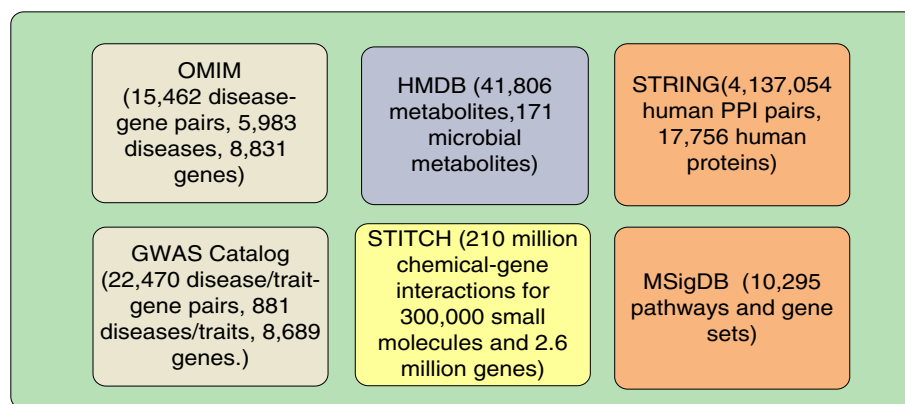 OMIM
(15,462 disease-
gene pairs, 5,983
diseases, 8,831
genes)
HMDB (41,806
metabolites,171
microbial
metabolites)
STRING(4,137,054
human PPI pairs,
17,756 human
proteins)
GWAS Catalog
(22,470 disease/trait-
gene pairs, 881
diseases/traits, 8,689
genes.)
STITCH (210 million
chemical-gene
interactions for
300,000 small
molecules and 2.6
million genes)
MSigDB (10,295
pathways and gene
sets)